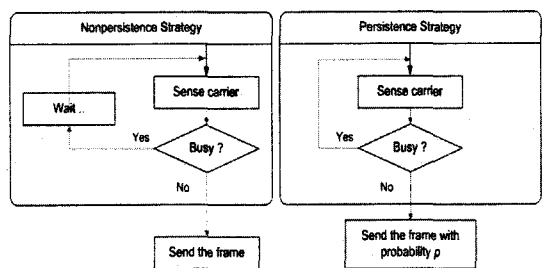 Nonpersistence Strategy
Sense carrier
Wait ..
Yes
Busy ?
No
Send the frame
Persistence Strategy
Sense carrier
Yes
Busy ?
No
Send the frame with
probability p